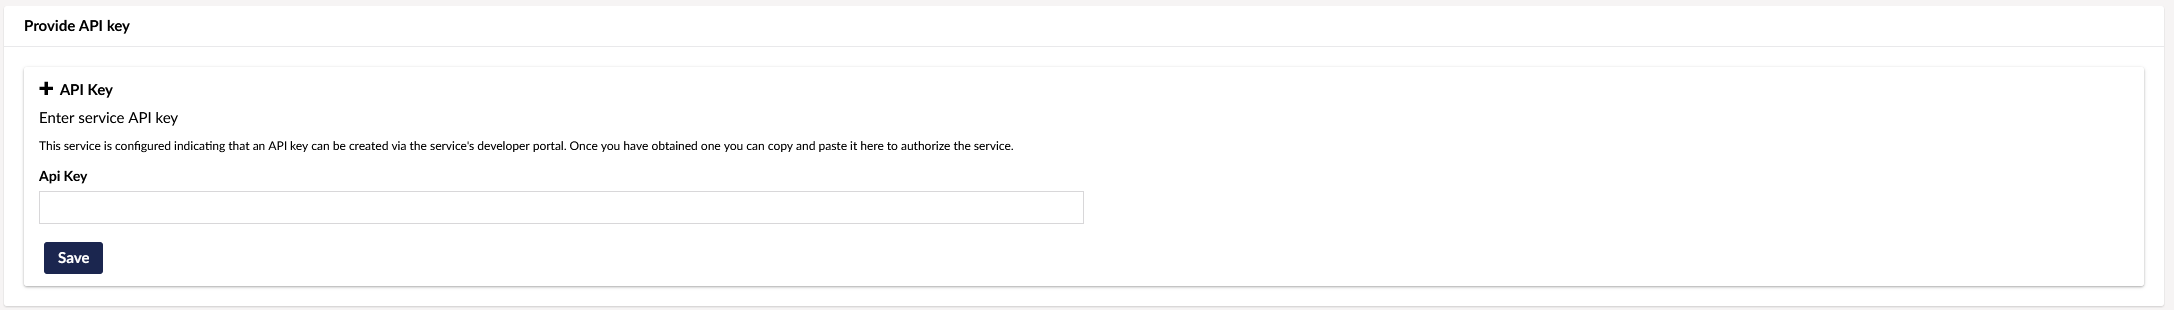 Provide API key
API Key
Enter service API key
This service is configured indicating that an API key can be created via the service's developer portal. Once you have obtained one you can copy and paste it here to authorize the service.
Api Key
Save